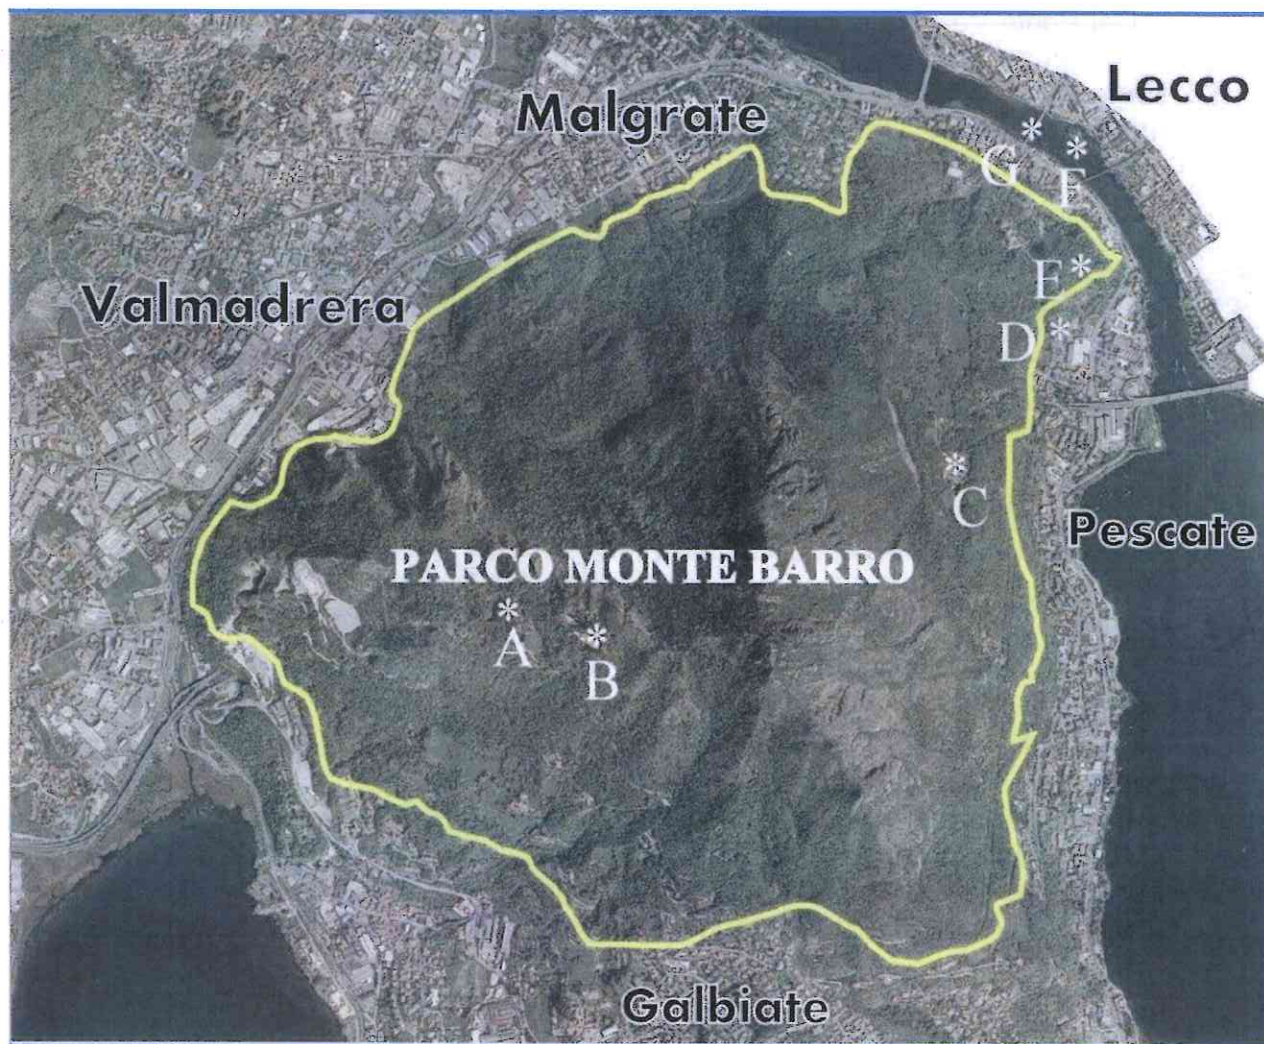 Lecco
Malgrate
G
F
E
Valmadrera
D
C
Pescate
PARCO MONTE BARRO
A
B
Galbiate